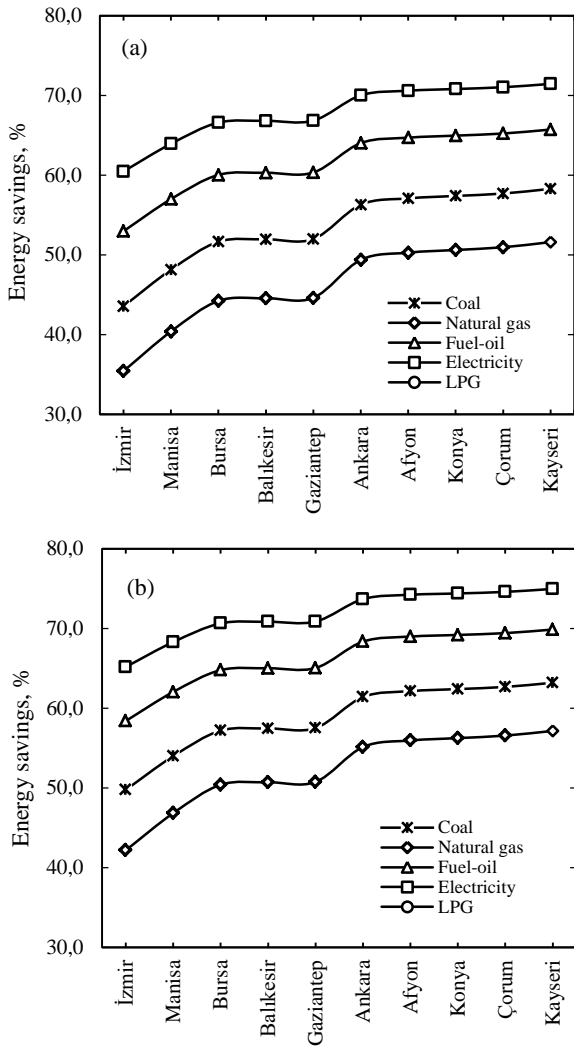 80,0
(a)
70,0
60,0
50,0
40,0
30,0
Energy savings, %
Coal
Natural gas
Fuel-oil
Electricity
LPG
İzmir
Manisa
Bursa
Balıkesir
Gaziantep
Ankara
Afyon
Konya
Çorum
Kayseri
80,0
(b)
70,0
60,0
50,0
40,0
30,0
Energy savings, %
Coal
Natural gas
Fuel-oil
Electricity
LPG
İzmir
Manisa
Bursa
Balıkesir
Gaziantep
Ankara
Afyon
Konya
Çorum
Kayseri